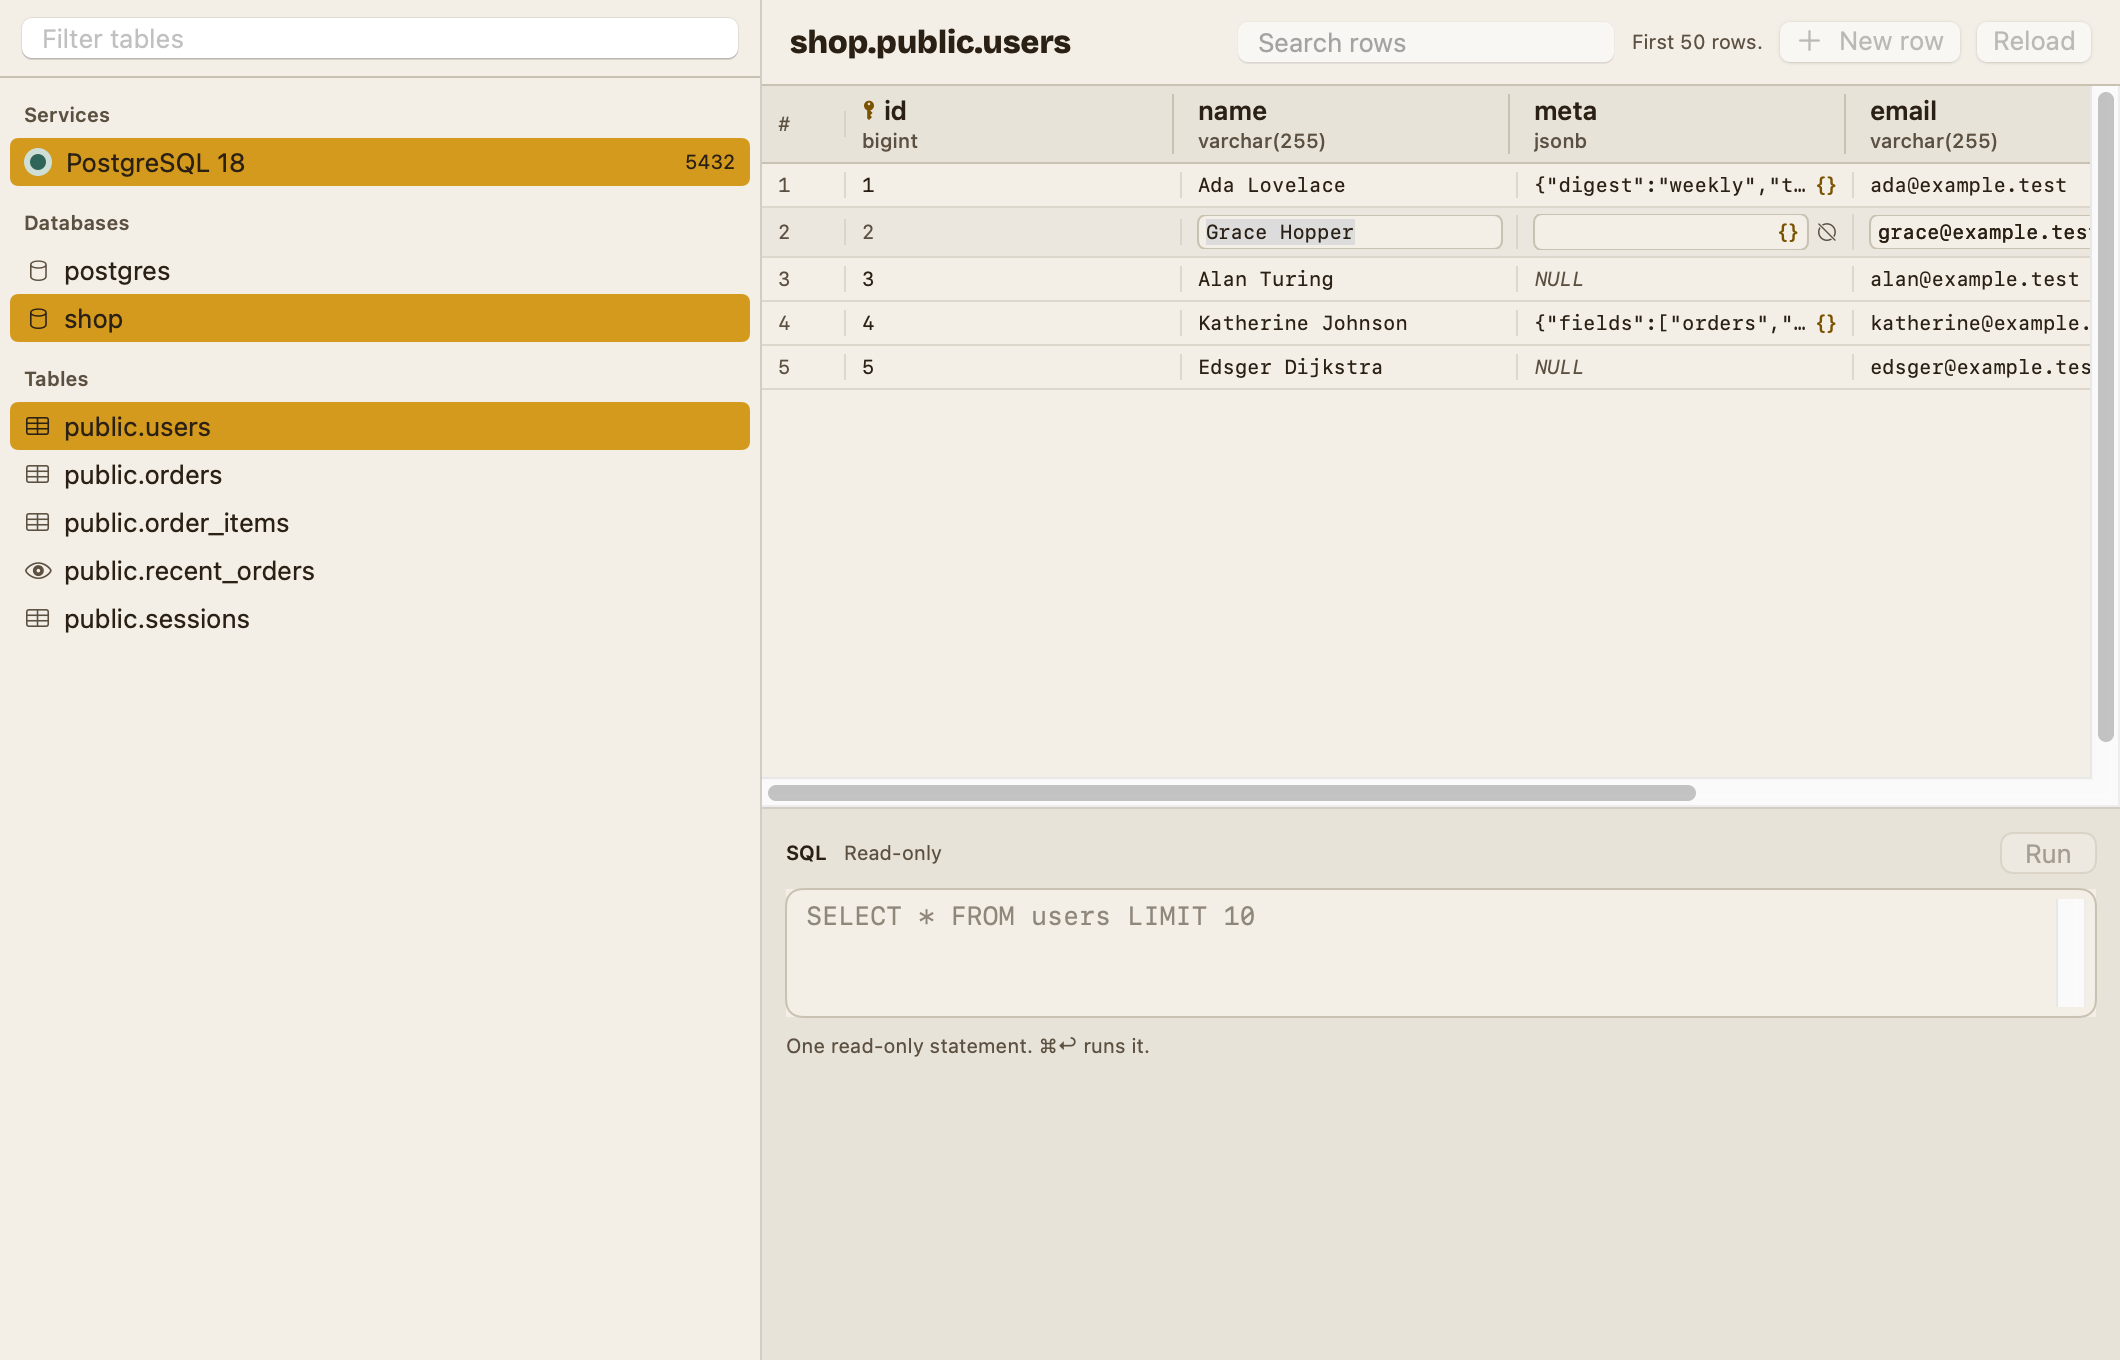 Filter tables
Services
PostgreSQL 18 5432
Databases
postgres
shop
Tables
public.users
public.orders
public.order_items
public.recent_orders
public.sessions
shop.public.users Search rows First 50 rows. + New row Reload
# id name meta email
bigint varchar(255) jsonb varchar(255)
1 1 Ada Lovelace {"digest":"weekly","t… {} ada@example.test
2 2 Grace Hopper {} grace@example.test
3 3 Alan Turing NULL alan@example.test
4 4 Katherine Johnson {"fields":["orders","… {} katherine@example.
5 5 Edsger Dijkstra NULL edsger@example.tes
SQL Read-only Run
SELECT * FROM users LIMIT 10
One read-only statement. ⌘↩ runs it.